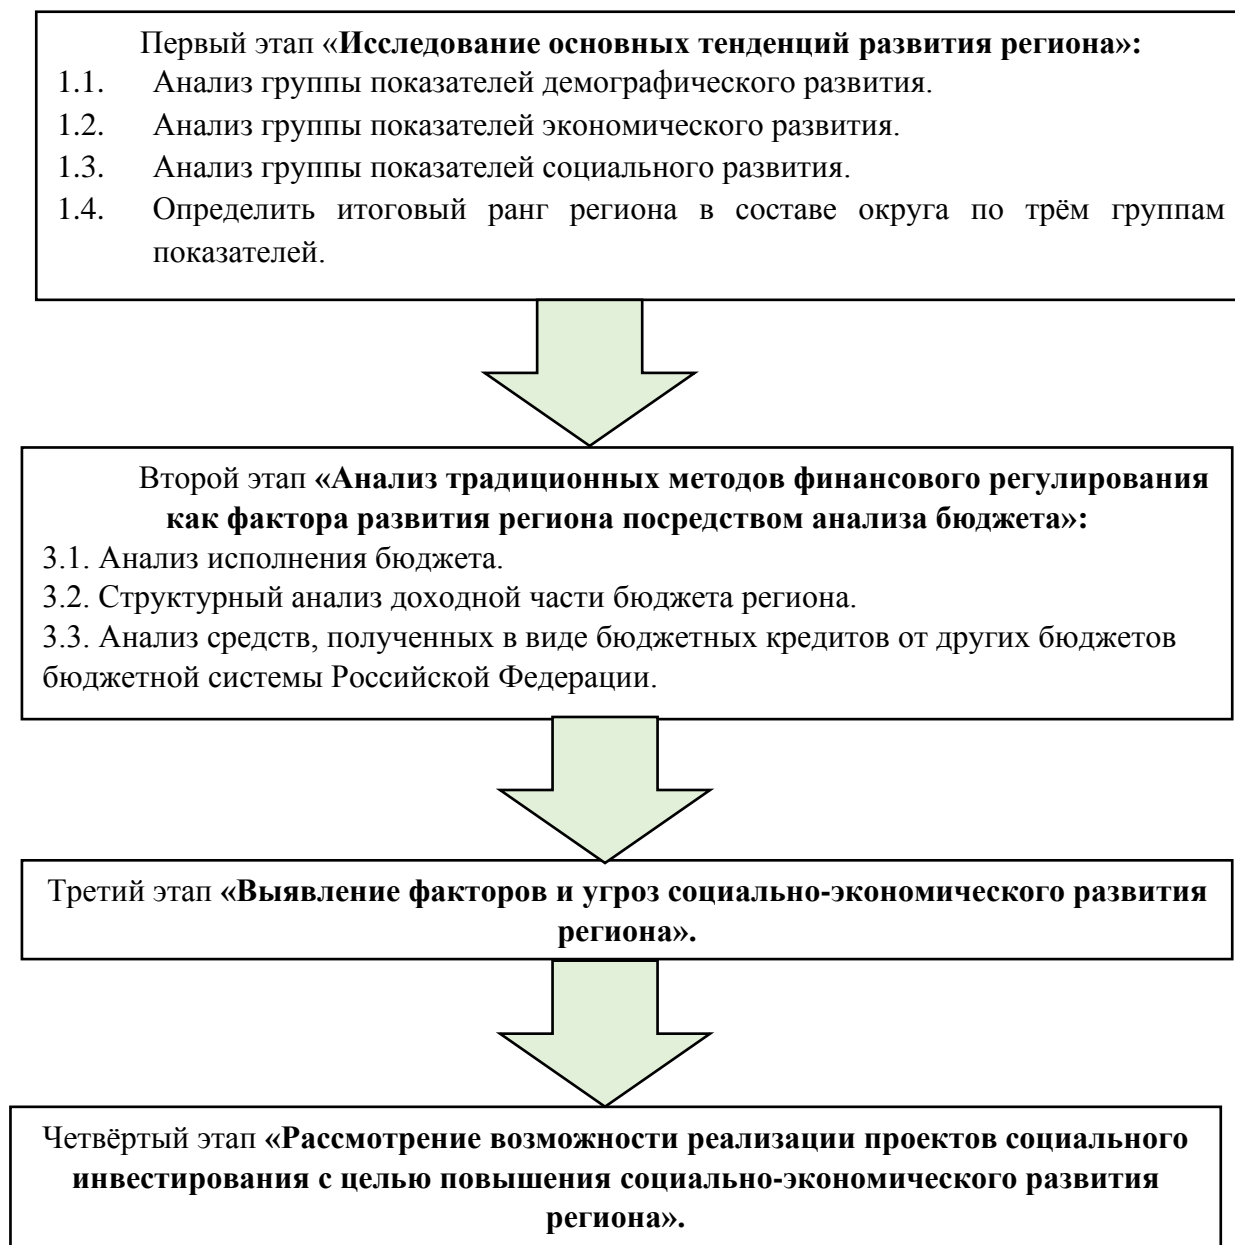 Первый этап «Исследование основных тенденций развития региона»:
1.1. Анализ группы показателей демографического развития.
1.2. Анализ группы показателей экономического развития.
1.3. Анализ группы показателей социального развития.
1.4. Определить итоговый ранг региона в составе округа по трём группам
показателей.
Второй этап «Анализ традиционных методов финансового регулирования
как фактора развития региона посредством анализа бюджета»:
3.1. Анализ исполнения бюджета.
3.2. Структурный анализ доходной части бюджета региона.
3.3. Анализ средств, полученных в виде бюджетных кредитов от других бюджетов
бюджетной системы Российской Федерации.
Третий этап «Выявление факторов и угроз социально-экономического развития
региона».
Четвёртый этап «Рассмотрение возможности реализации проектов социального
инвестирования с целью повышения социально-экономического развития
региона».